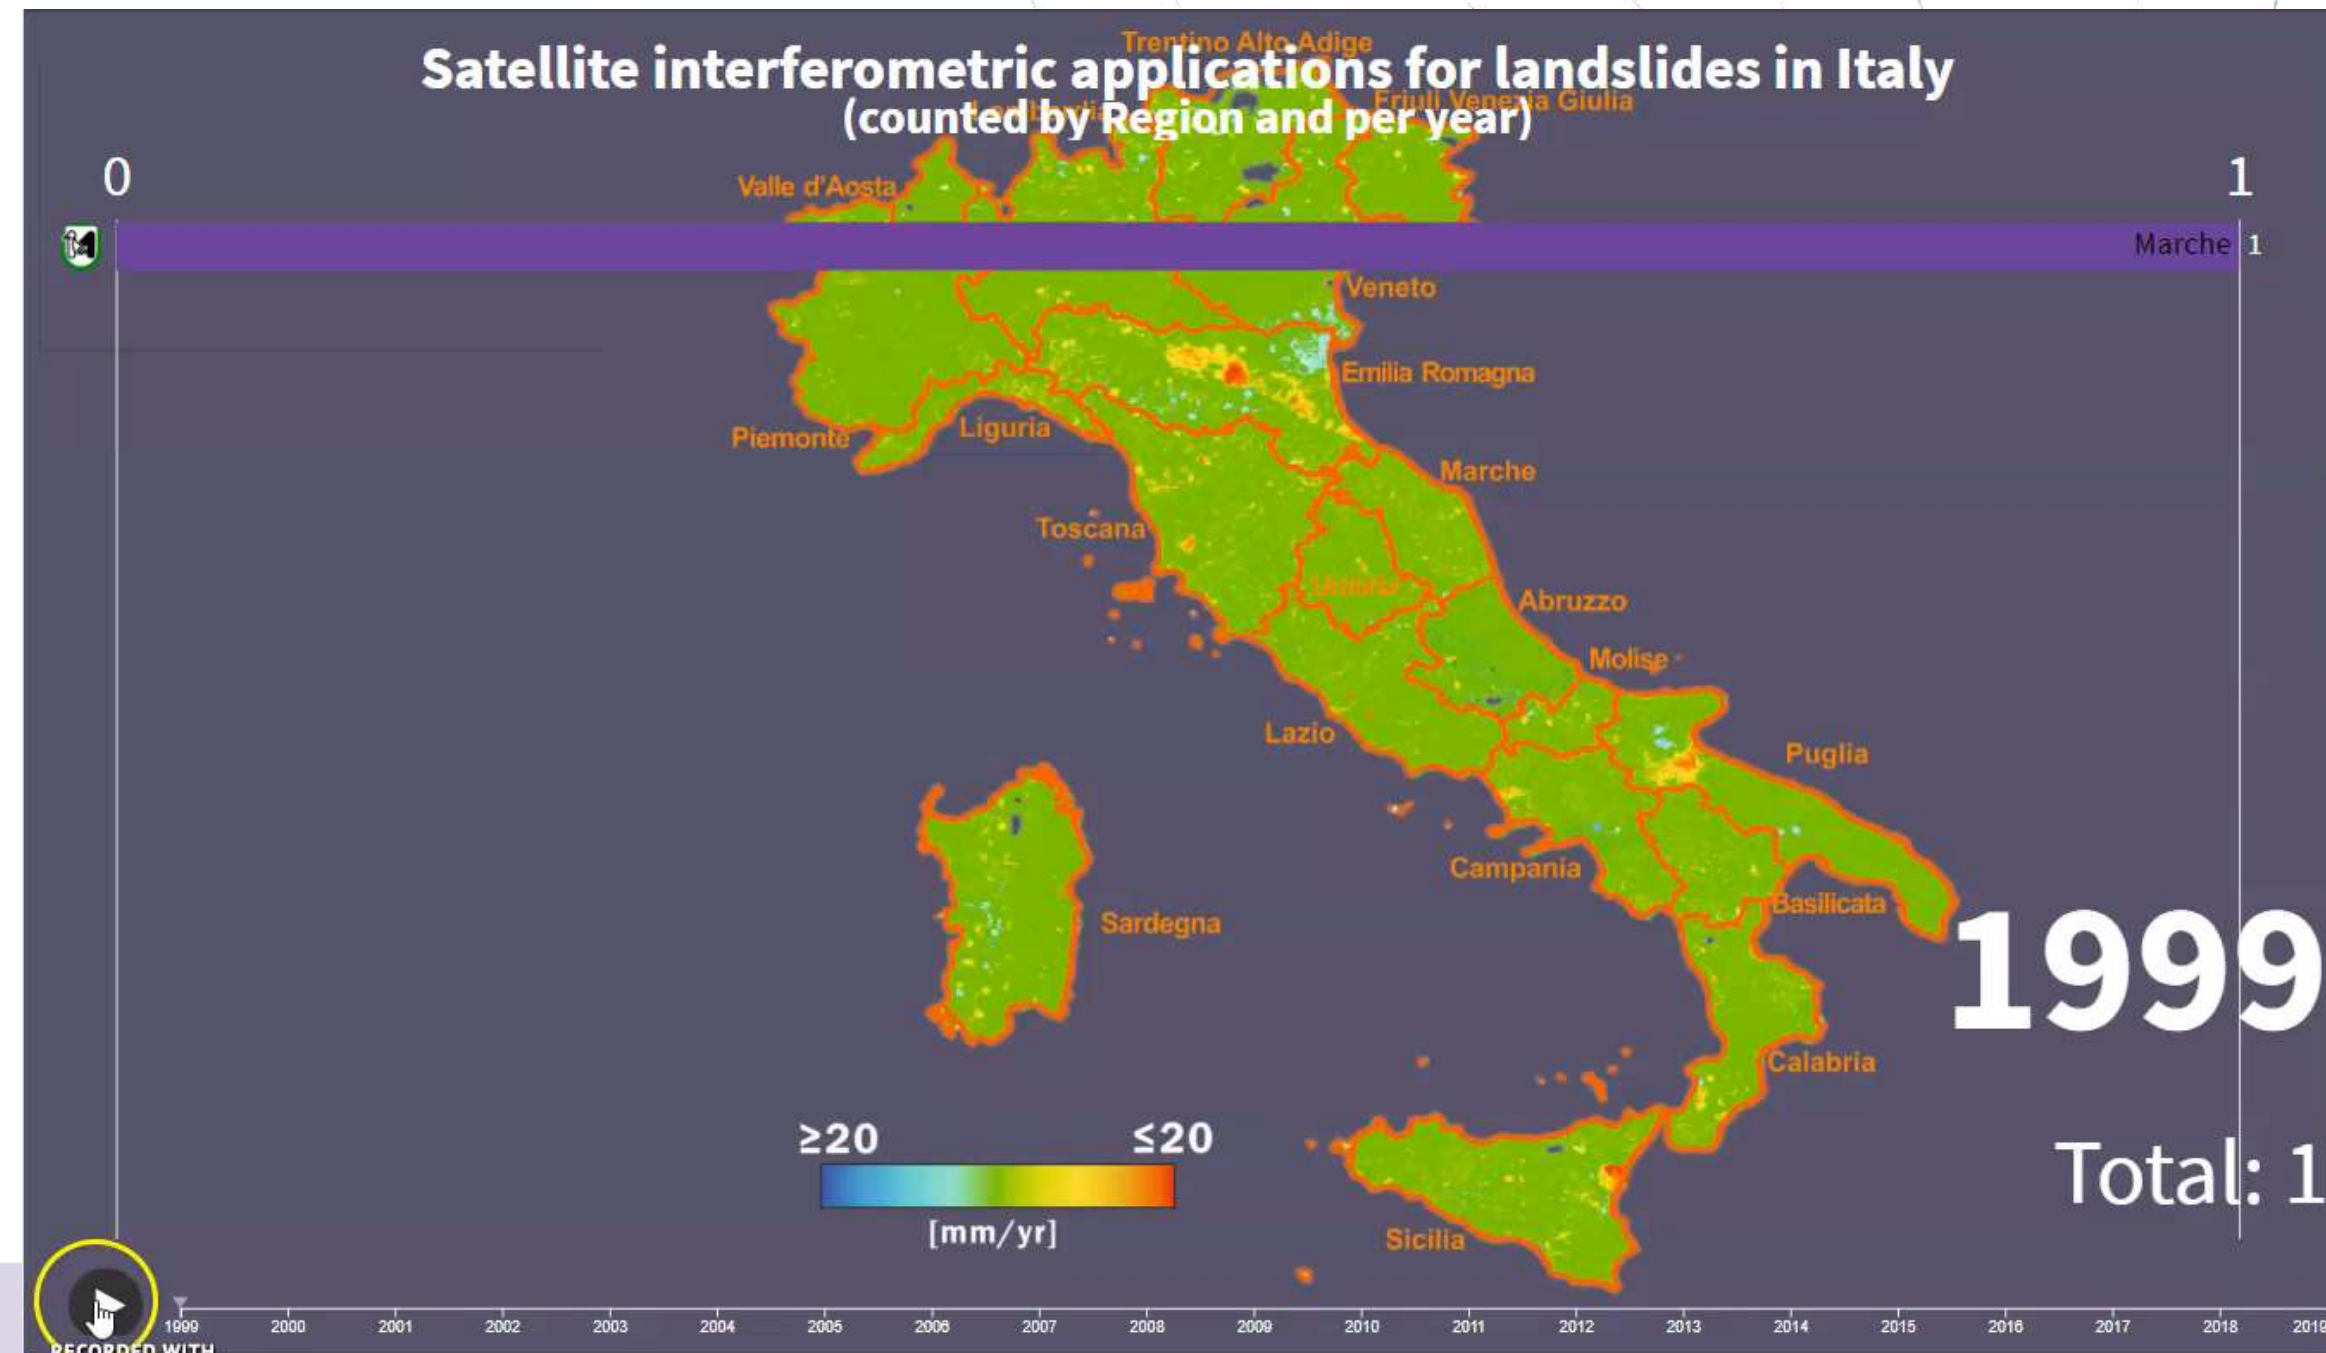 Trentino Alto Adige
Satellite interferometric applications for landslides in Italy
Lombardia
Friuli Venezia Giulia
(counted by Region and per year)
0
1
Valle d'Aosta
Marche
1
Veneto
Emilia Romagna
Piemonte
Liguria
Marche
Toscana
Umbria
Abruzzo
Molise
Lazio
Puglia
Campania
Basilicata
Sardegna
1999
Calabria
≥20
≤20
[mm/yr]
Total: 1
Sicilia
1999 2000 2001 2002 2003 2004 2005 2006 2007 2008 2009 2010 2011 2012 2013 2014 2015 2016 2017 2018 2019
RECORDED WITH